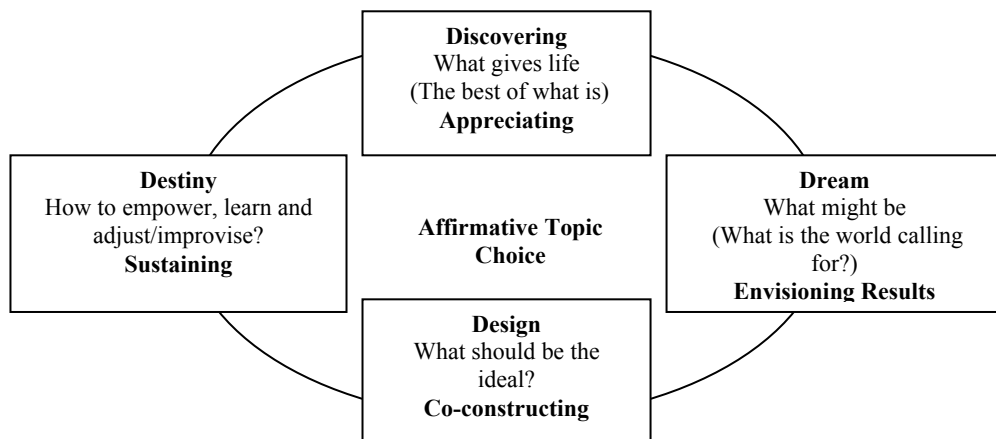 Discovering
What gives life
(The best of what is)
Appreciating
Destiny
How to empower, learn and
adjust/improvise?
Sustaining
Affirmative Topic
Choice
Dream
What might be
(What is the world calling
for?)
Envisioning Results
Design
What should be the
ideal?
Co-constructing